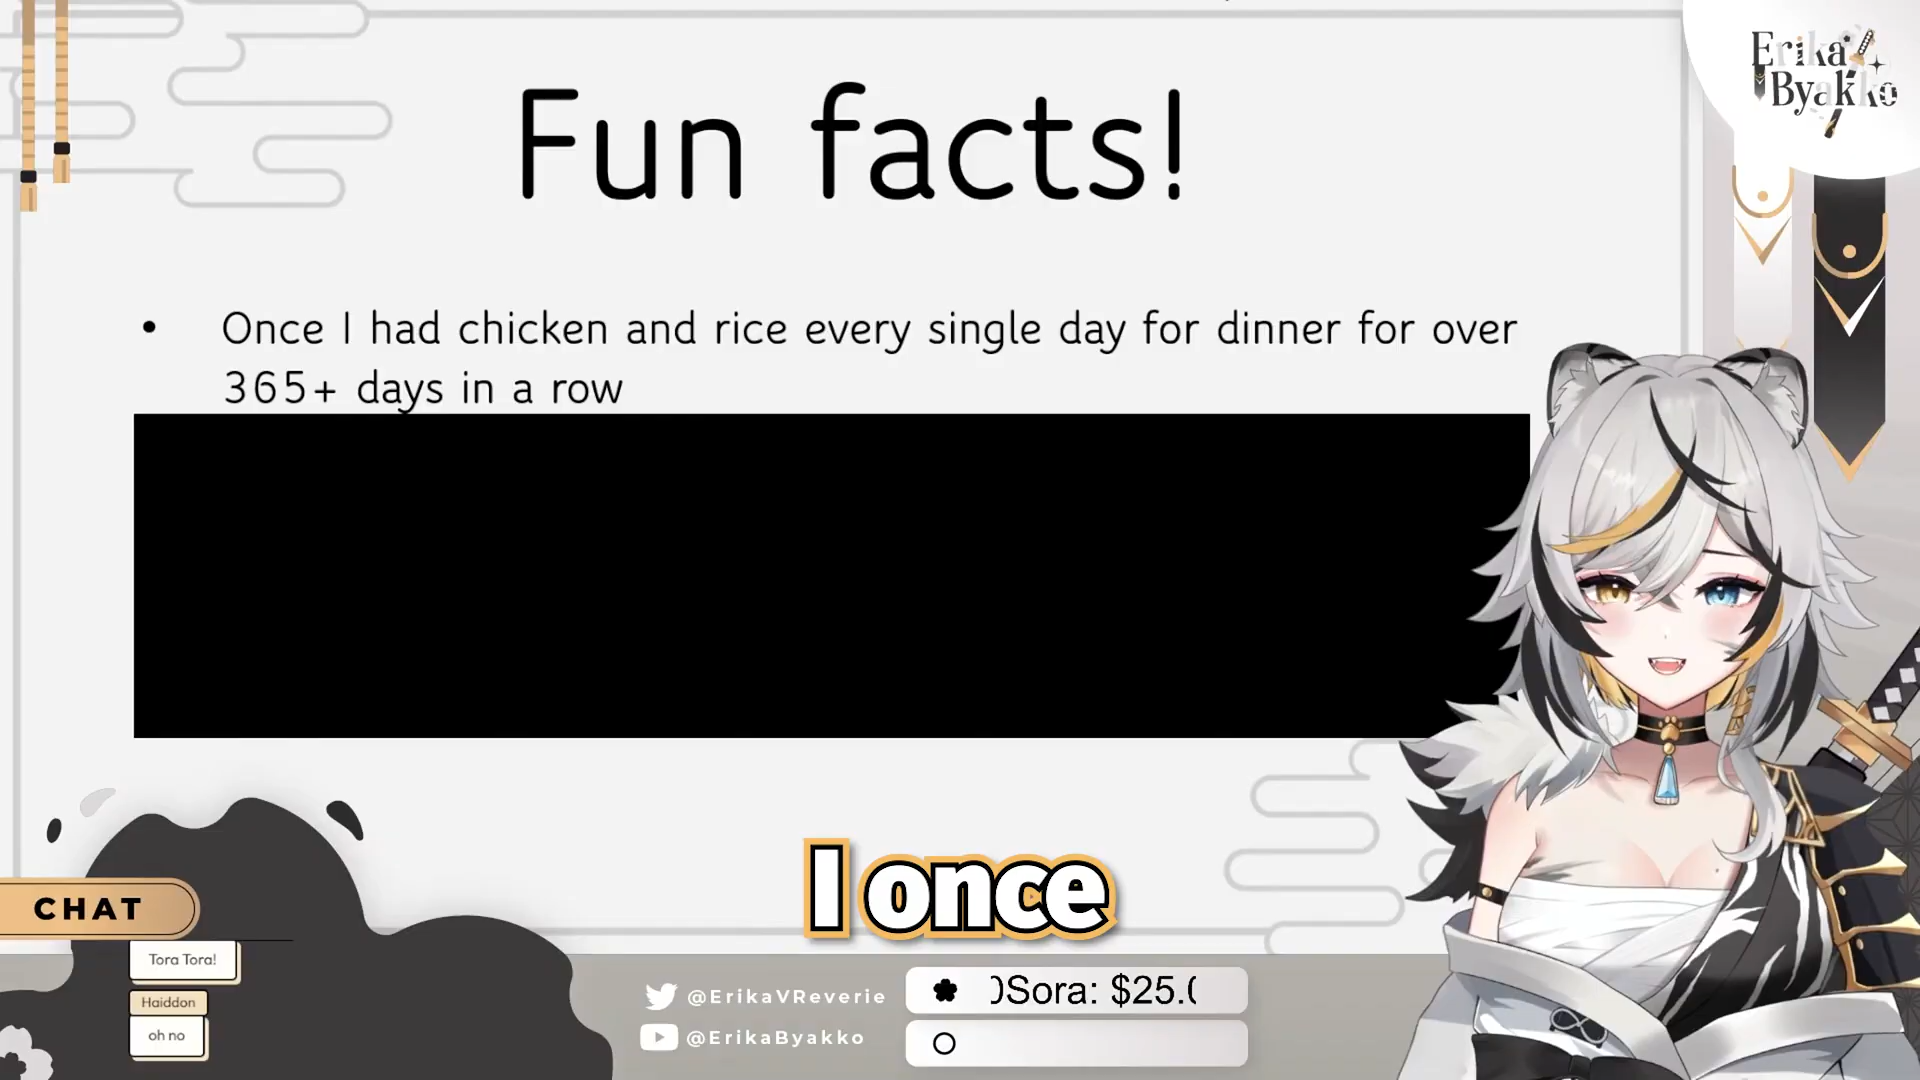 Erika
Byakko
Fun facts!
• Once I had chicken and rice every single day for dinner for over
365+ days in a row
I once
CHAT
Tora Tora!
Haiddon
oh no
@ErikaVReverie
@ErikaByakko
)Sora: $25.(